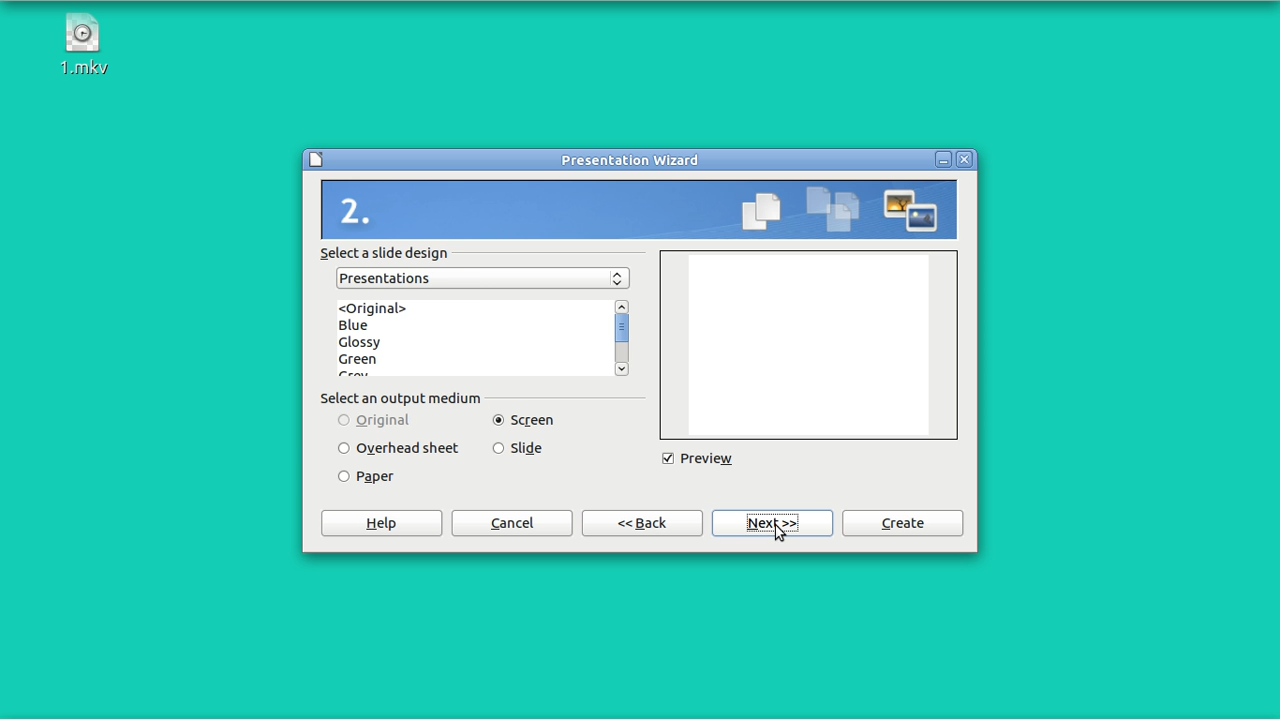 1.mkv
Presentation Wizard
2.
Select a slide design
Presentations
<Original>
Blue
Glossy
Green
Grey
Select an output medium
Original
Screen
Overhead sheet
Slide
Paper
Preview
Help
Cancel
<< Back
Next >>
Create